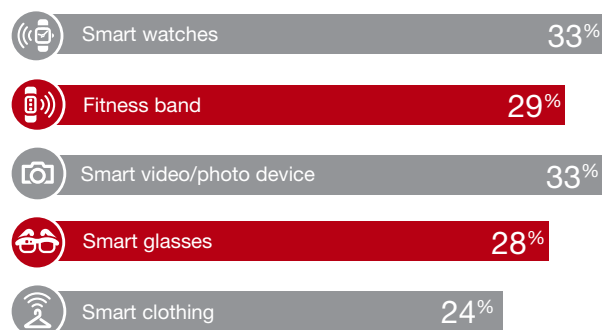 Smart watches 33%
Fitness band 29%
Smart video/photo device 33%
Smart glasses 28%
Smart clothing 24%